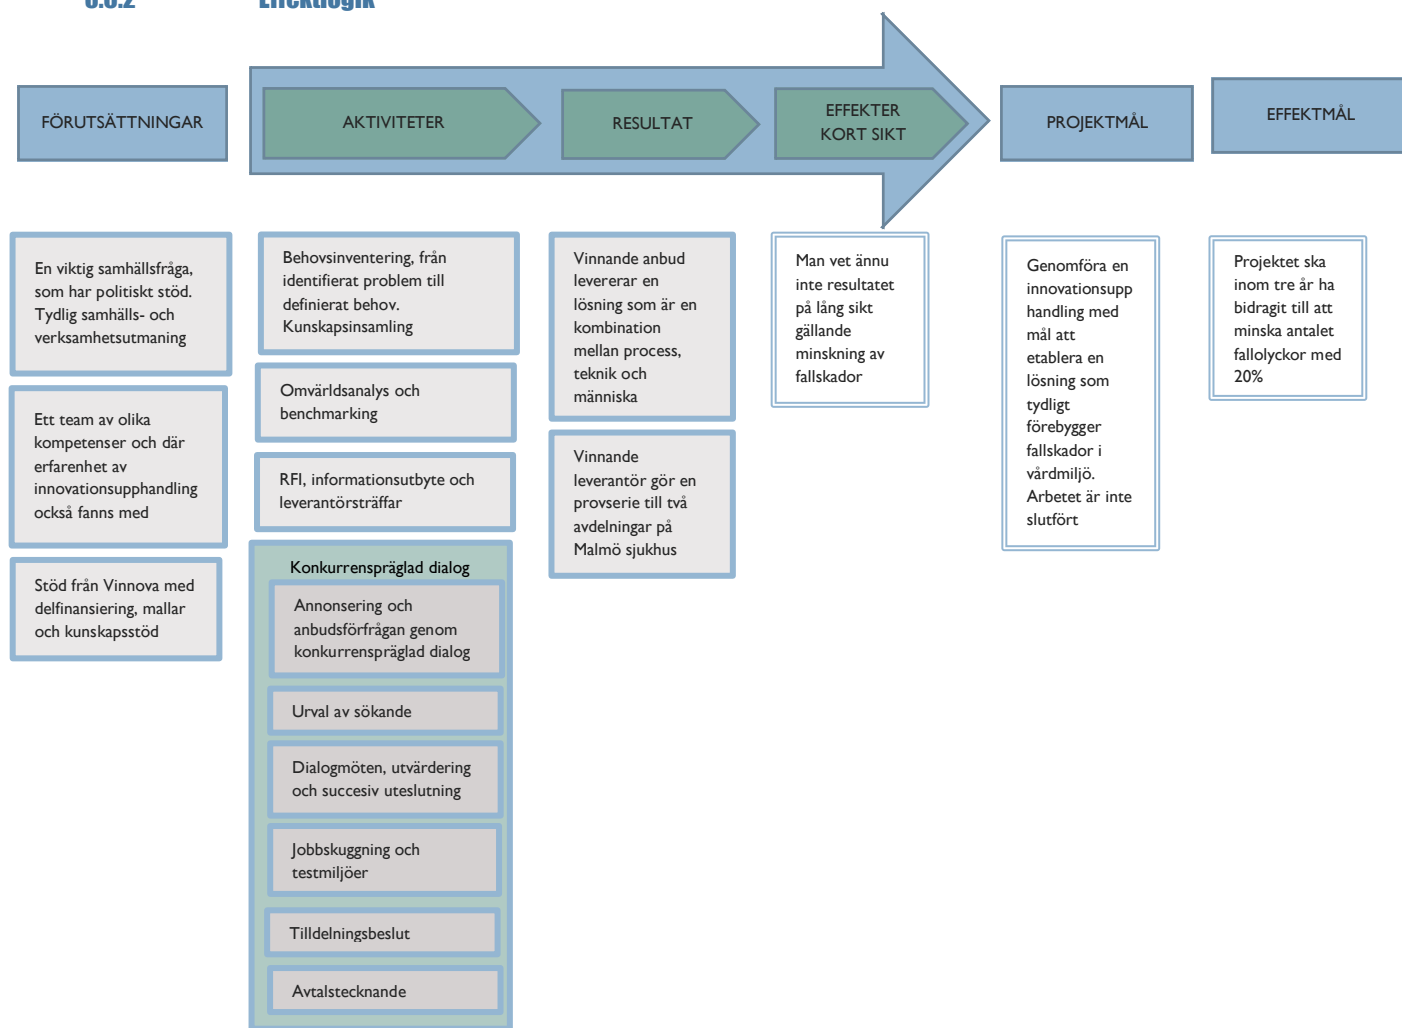 Effektlogik
FÖRUTSÄTTNINGAR
AKTIVITETER
RESULTAT
EFFEKTER
KORT SIKT
PROJEKTMÅL
EFFEKTMÅL
En viktig samhällsfråga,
som har politiskt stöd.
Tydlig samhälls- och
verksamhetsutmaning
Ett team av olika
kompetenser och där
erfarenhet av
innovationsupphandling
också fanns med
Stöd från Vinnova med
delfinansiering, mallar
och kunskapsstöd
Behovsinventering, från
identifierat problem till
definierat behov.
Kunskapsinsamling
Omvärldsanalys och
benchmarking
RFI, informationsutbyte och
leverantörsträffar
Konkurrenspräglad dialog
Annonsering och
anbudsförfrågan genom
konkurrenspräglad dialog
Urval av sökande
Dialogmöten, utvärdering
och succesiv uteslutning
Jobbskuggning och
testmiljöer
Tilldelningsbeslut
Avtalstecknande
Vinnande anbud
levererar en
lösning som är en
kombination
mellan process,
teknik och
människa
Vinnande
leverantör gör en
provserie till två
avdelningar på
Malmö sjukhus
Man vet ännu
inte resultatet
på lång sikt
gällande
minskning av
fallskador
Genomföra en
innovationsupp
handling med
mål att
etablera en
lösning som
tydligt
förebygger
fallskador i
vårdmiljö.
Arbetet är inte
slutfört
Projektet ska
inom tre år ha
bidragit till att
minska antalet
fallolyckor med
20%